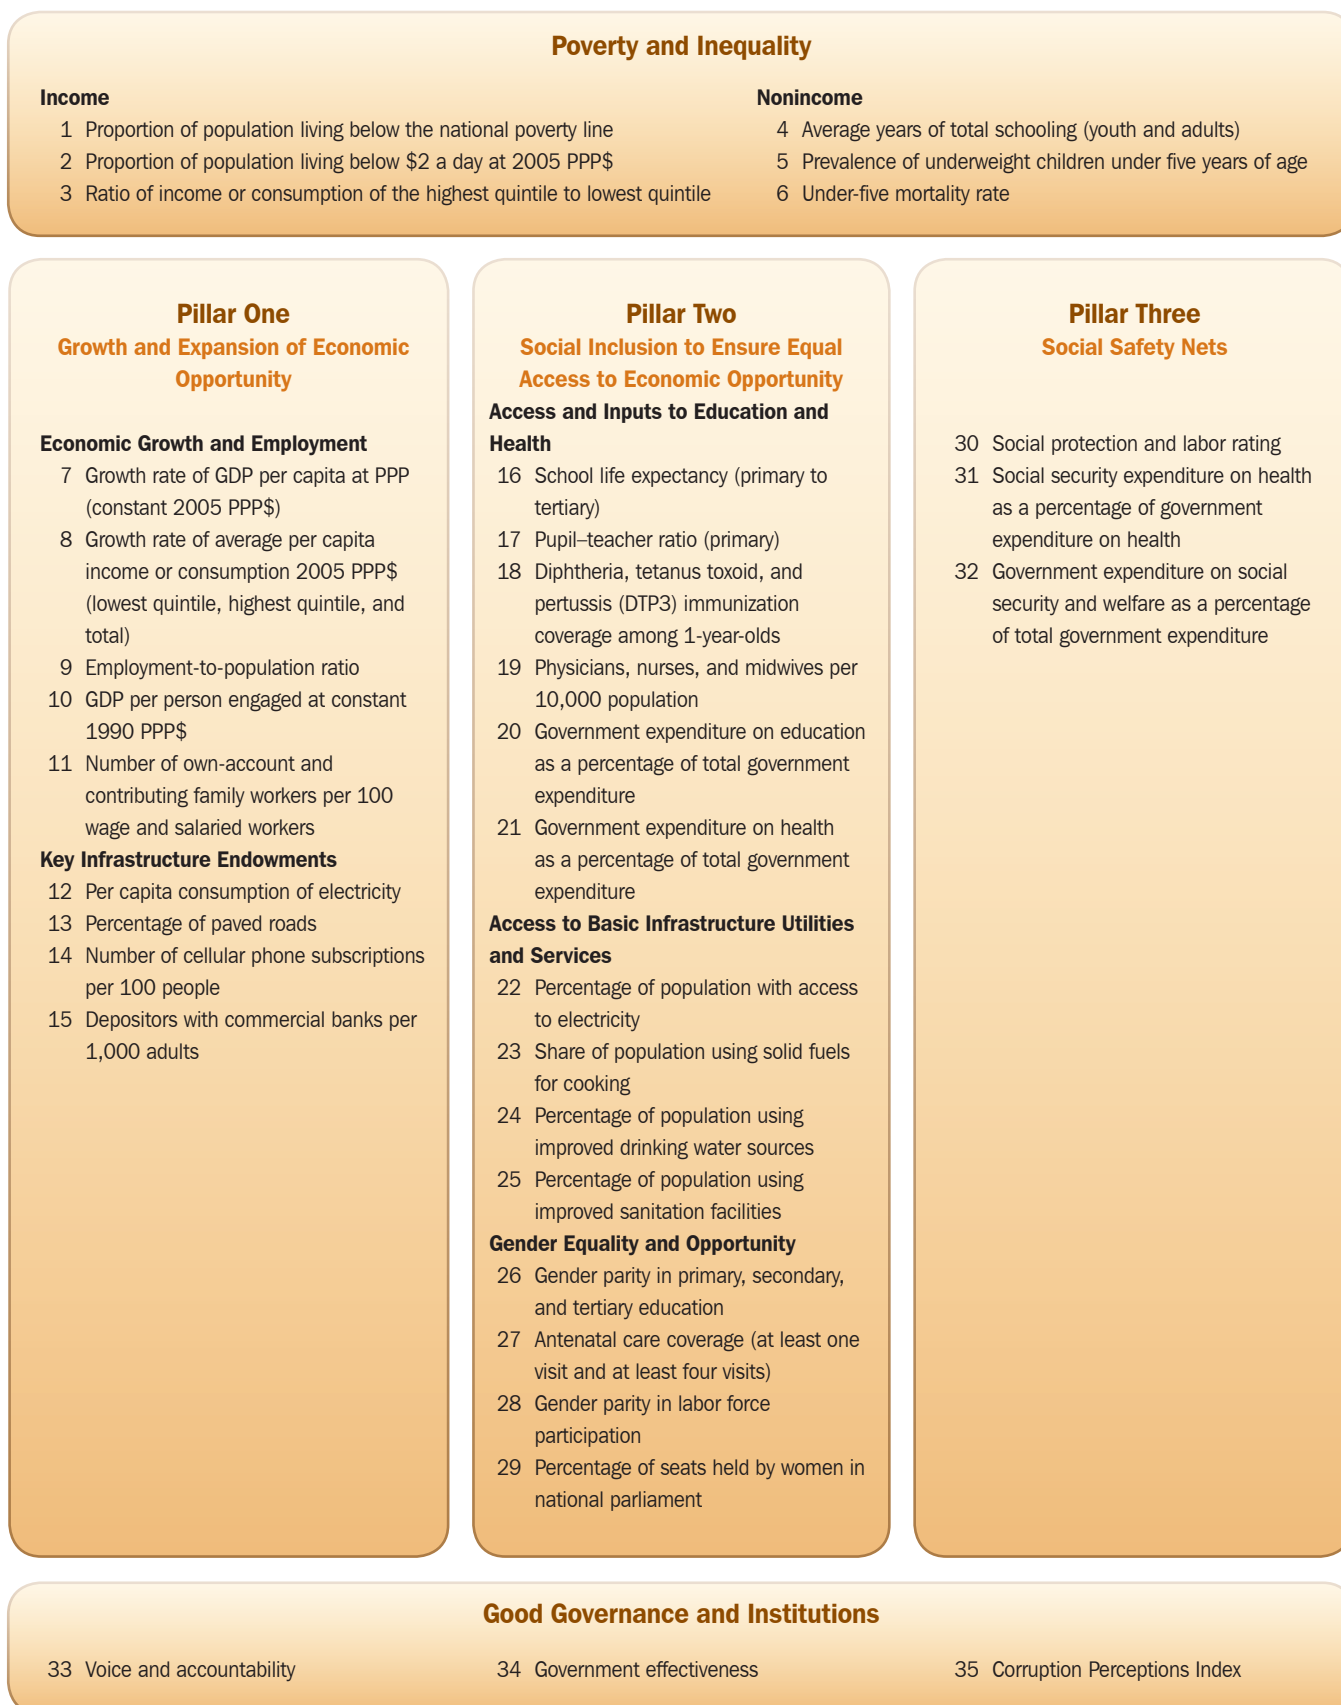 Poverty and Inequality
Income
1 Proportion of population living below the national poverty line
2 Proportion of population living below $2 a day at 2005 PPP$
3 Ratio of income or consumption of the highest quintile to lowest quintile
Nonincome
4 Average years of total schooling (youth and adults)
5 Prevalence of underweight children under five years of age
6 Under-five mortality rate
Pillar One
Growth and Expansion of Economic
Opportunity
Economic Growth and Employment
7 Growth rate of GDP per capita at PPP
(constant 2005 PPP$)
8 Growth rate of average per capita
income or consumption 2005 PPP$
(lowest quintile, highest quintile, and
total)
9 Employment-to-population ratio
10 GDP per person engaged at constant
1990 PPP$
11 Number of own-account and
contributing family workers per 100
wage and salaried workers
Key Infrastructure Endowments
12 Per capita consumption of electricity
13 Percentage of paved roads
14 Number of cellular phone subscriptions
per 100 people
15 Depositors with commercial banks per
1,000 adults
Pillar Two
Social Inclusion to Ensure Equal
Access to Economic Opportunity
Access and Inputs to Education and
Health
16 School life expectancy (primary to
tertiary)
17 Pupil–teacher ratio (primary)
18 Diphtheria, tetanus toxoid, and
pertussis (DTP3) immunization
coverage among 1-year-olds
19 Physicians, nurses, and midwives per
10,000 population
20 Government expenditure on education
as a percentage of total government
expenditure
21 Government expenditure on health
as a percentage of total government
expenditure
Access to Basic Infrastructure Utilities
and Services
22 Percentage of population with access
to electricity
23 Share of population using solid fuels
for cooking
24 Percentage of population using
improved drinking water sources
25 Percentage of population using
improved sanitation facilities
Gender Equality and Opportunity
26 Gender parity in primary, secondary,
and tertiary education
27 Antenatal care coverage (at least one
visit and at least four visits)
28 Gender parity in labor force
participation
29 Percentage of seats held by women in
national parliament
Pillar Three
Social Safety Nets
30 Social protection and labor rating
31 Social security expenditure on health
as a percentage of government
expenditure on health
32 Government expenditure on social
security and welfare as a percentage
of total government expenditure
Good Governance and Institutions
33 Voice and accountability
34 Government effectiveness
35 Corruption Perceptions Index